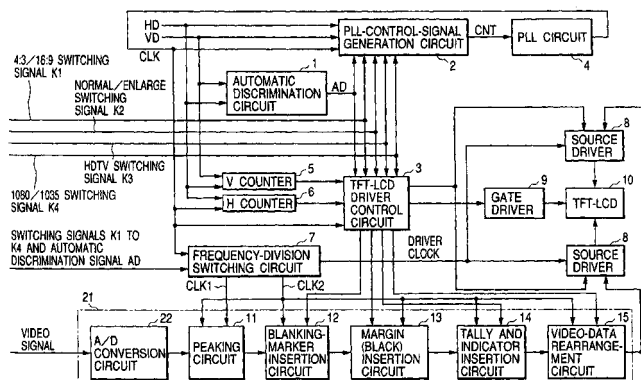 HD
VD
CLK
PLL-CONTROL-SIGNAL
GENERATION CIRCUIT
2
CNT
PLL CIRCUIT
4
4:3/16:9 SWITCHING
SIGNAL K1
NORMAL/ENLARGE
SWITCHING
SIGNAL K2
1
AUTOMATIC
DISCRIMINATION
CIRCUIT
AD
HDTV SWITCHING
SIGNAL K3
1080/1035 SWITCHING
SIGNAL K4
V COUNTER
5
H COUNTER
6
3
TFT-LCD
DRIVER
CONTROL
CIRCUIT
8
SOURCE
DRIVER
9
GATE
DRIVER
10
TFT-LCD
8
SOURCE
DRIVER
SWITCHING SIGNALS K1 TO
K4 AND AUTOMATIC
DISCRIMINATION SIGNAL AD
7
FREQUENCY-DIVISION
SWITCHING CIRCUIT
DRIVER
CLOCK
CLK1
CLK2
21
VIDEO
SIGNAL
22
A/D
CONVERSION
CIRCUIT
11
PEAKING
CIRCUIT
12
BLANKING-
MARKER
INSERTION
CIRCUIT
13
MARGIN
(BLACK)
INSERTION
CIRCUIT
14
TALLY AND
INDICATOR
INSERTION
CIRCUIT
15
VIDEO-DATA
REARRANGE-
MENT
CIRCUIT